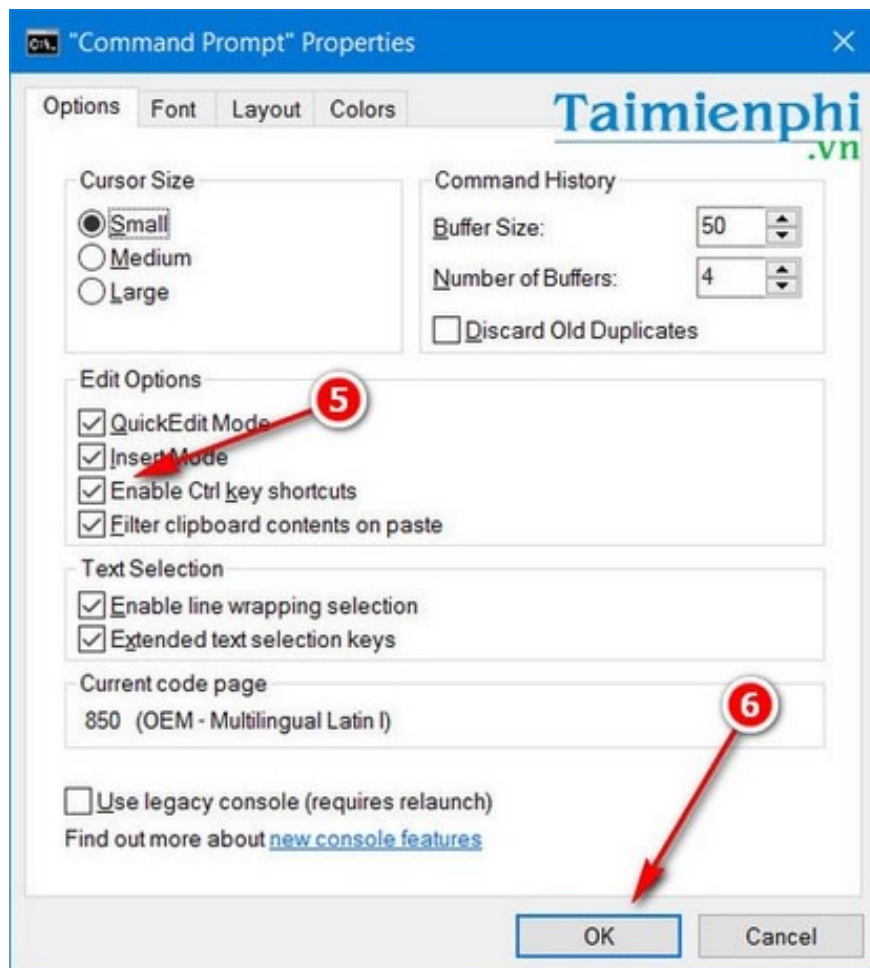 "Command Prompt" Properties
Options Font Layout Colors
Taimienphi
.vn
Cursor Size
Small
Medium
Large
Command History
Buffer Size: 50
Number of Buffers: 4
Discard Old Duplicates
Edit Options
5
QuickEdit Mode
Insert Mode
Enable Ctrl key shortcuts
Filter clipboard contents on paste
Text Selection
Enable line wrapping selection
Extended text selection keys
Current code page
850 (OEM - Multilingual Latin I)
6
Use legacy console (requires relaunch)
Find out more about new console features
OK Cancel